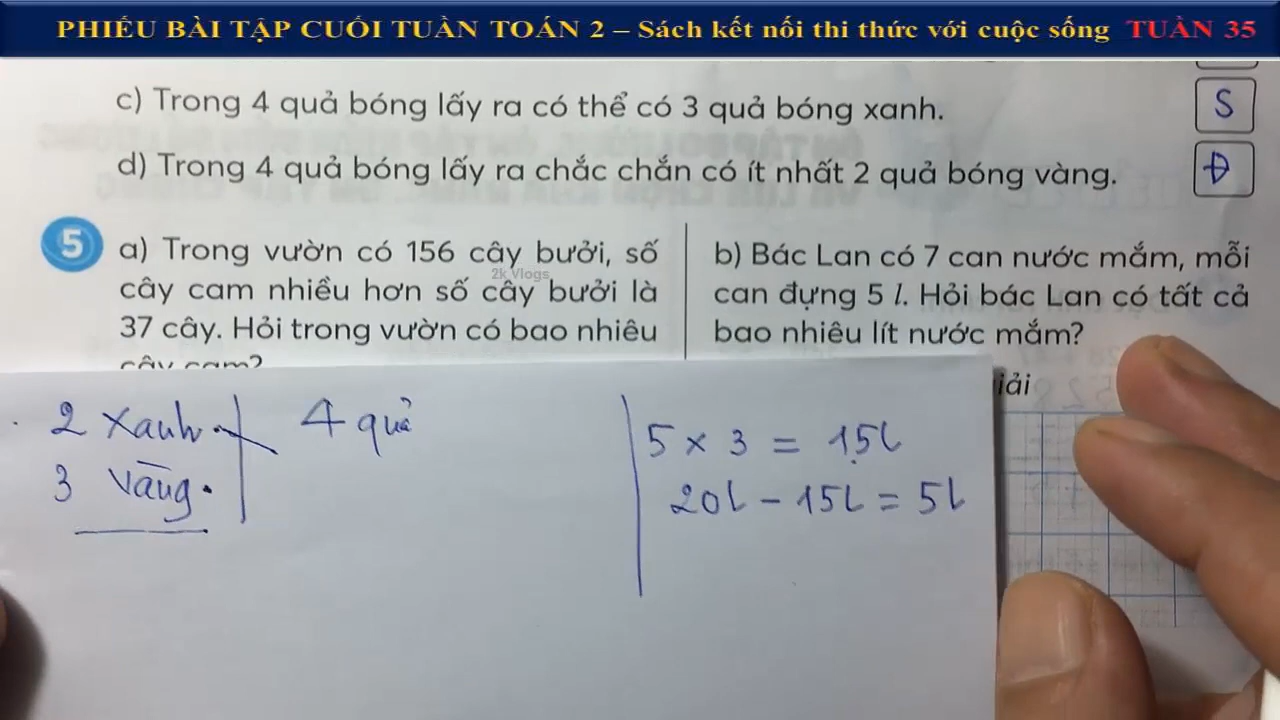 PHIẾU BÀI TẬP CUỐI TUẦN TOÁN 2 – Sách kết nối thi thức với cuộc sống TUẦN 35
c) Trong 4 quả bóng lấy ra có thể có 3 quả bóng xanh.
S
d) Trong 4 quả bóng lấy ra chắc chắn có ít nhất 2 quả bóng vàng.
Đ
5
a) Trong vườn có 156 cây bưởi, số
cây cam nhiều hơn số cây bưởi là
37 cây. Hỏi trong vườn có bao nhiêu
cây cam?
2k Vlogs
b) Bác Lan có 7 can nước mắm, mỗi
can đựng 5 l. Hỏi bác Lan có tất cả
bao nhiêu lít nước mắm?
iải
2 xanh
3 vàng.
4 quả
5 x 3 = 15l
20l – 15l = 5l